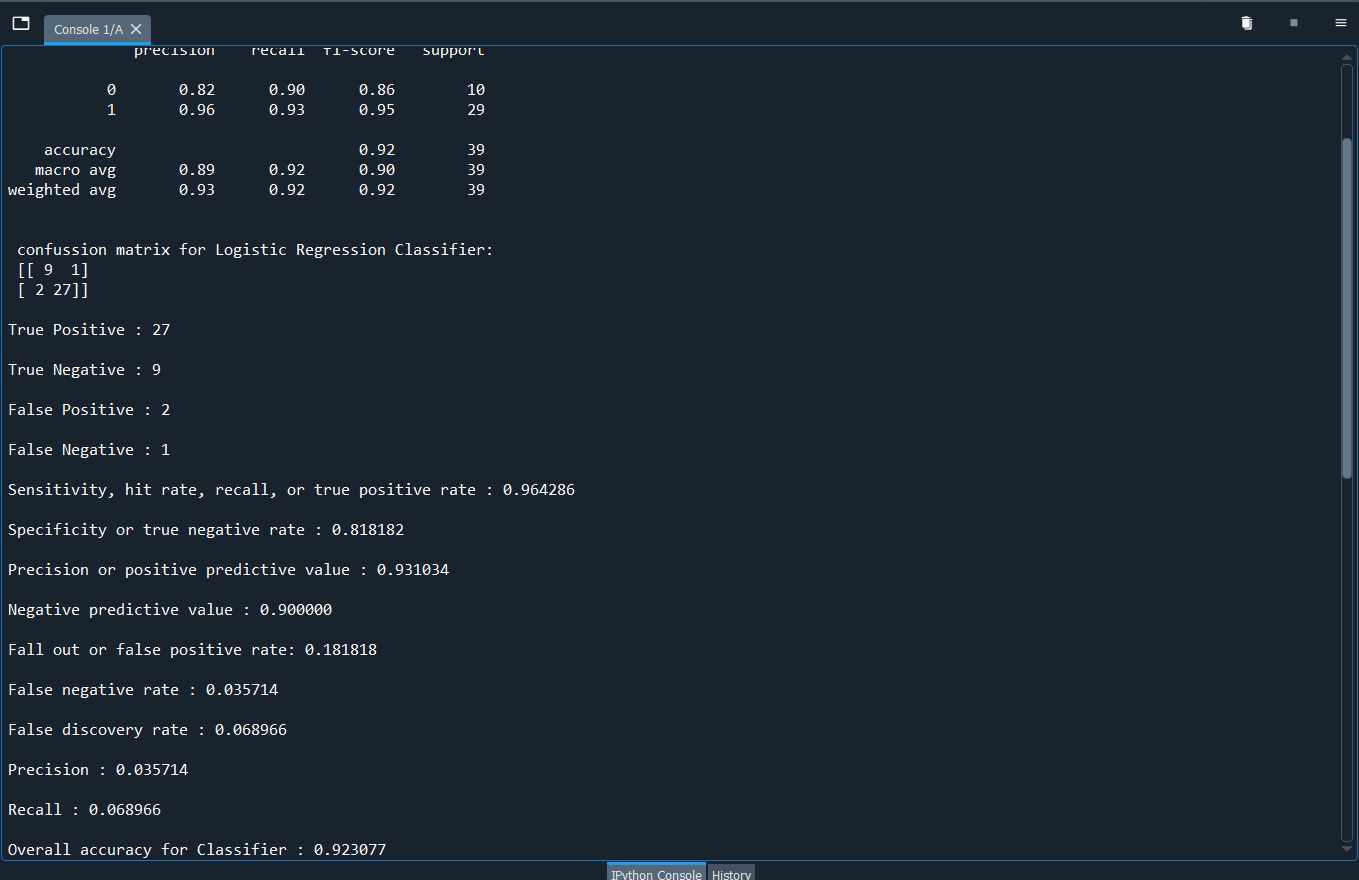 Console 1/A
precision recall f1-score support
0 0.82 0.90 0.86 10
1 0.96 0.93 0.95 29
accuracy 0.92 39
macro avg 0.89 0.92 0.90 39
weighted avg 0.93 0.92 0.92 39
confussion matrix for Logistic Regression Classifier:
[[ 9 1]
[ 2 27]]
True Positive : 27
True Negative : 9
False Positive : 2
False Negative : 1
Sensitivity, hit rate, recall, or true positive rate : 0.964286
Specificity or true negative rate : 0.818182
Precision or positive predictive value : 0.931034
Negative predictive value : 0.900000
Fall out or false positive rate: 0.181818
False negative rate : 0.035714
False discovery rate : 0.068966
Precision : 0.035714
Recall : 0.068966
Overall accuracy for Classifier : 0.923077
IPython Console History